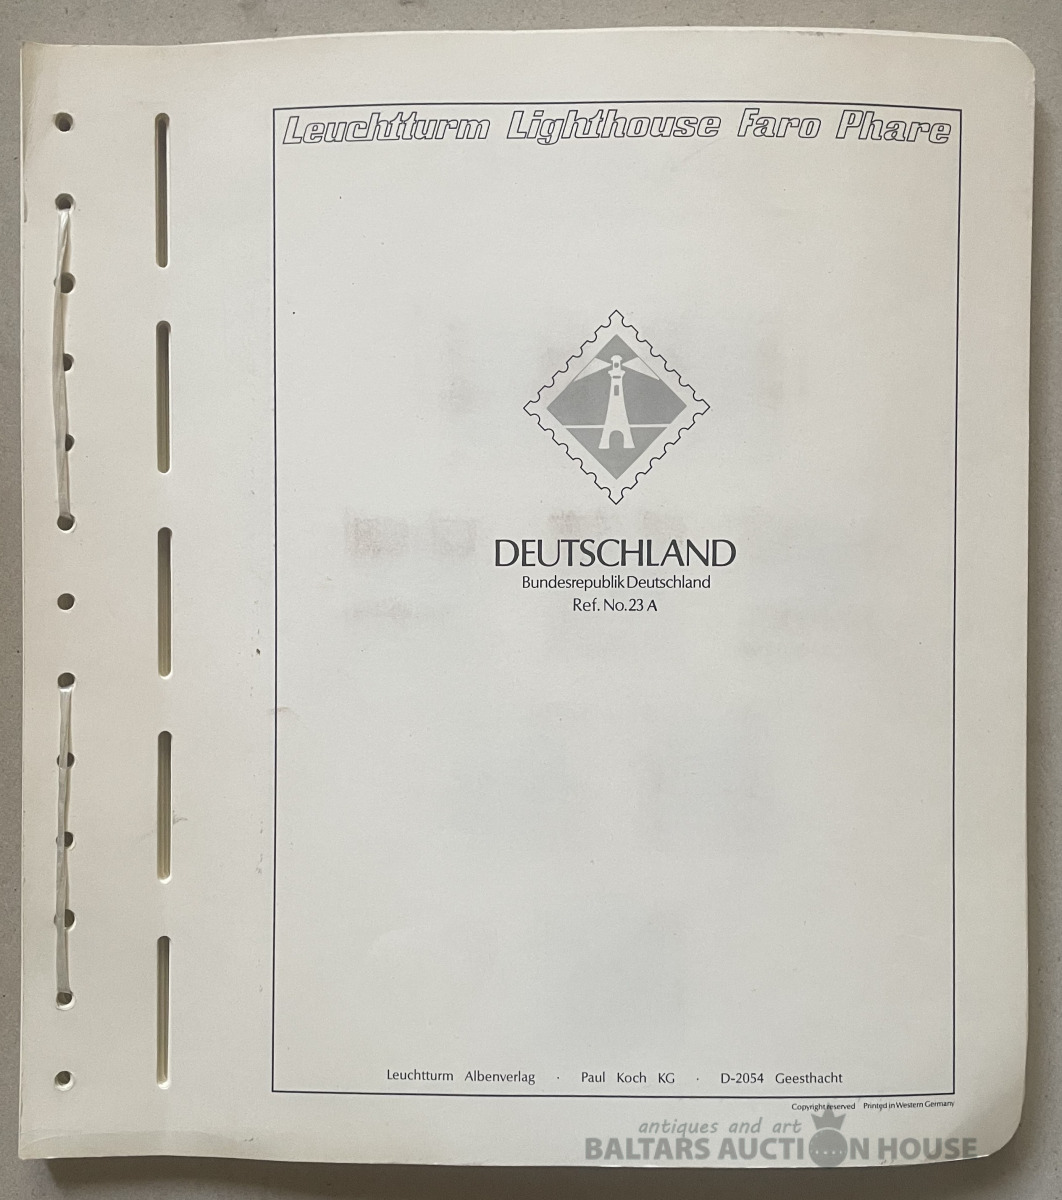 Leuchtturm Lighthouse Faro Phare
DEUTSCHLAND
Bundesrepublik Deutschland
Ref. No. 23 A
Leuchtturm Albenverlag · Paul Koch KG · D-2054 Geesthacht
Copyright reserved Printed in Western Germany
antiques and art
BALTARS AUCTION HOUSE